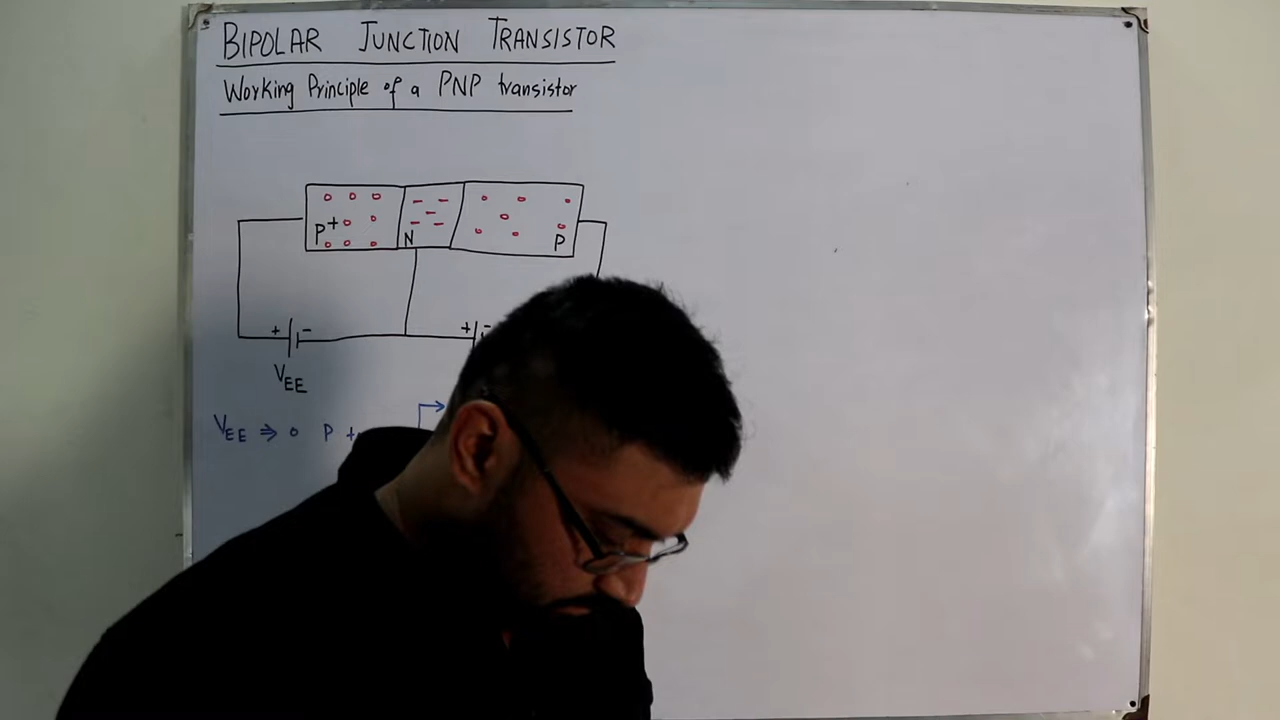 BIPOLAR JUNCTION TRANSISTOR
Working Principle of a PNP transistor
P+ N P
+ - + -
VEE
VEE ⇒ o P